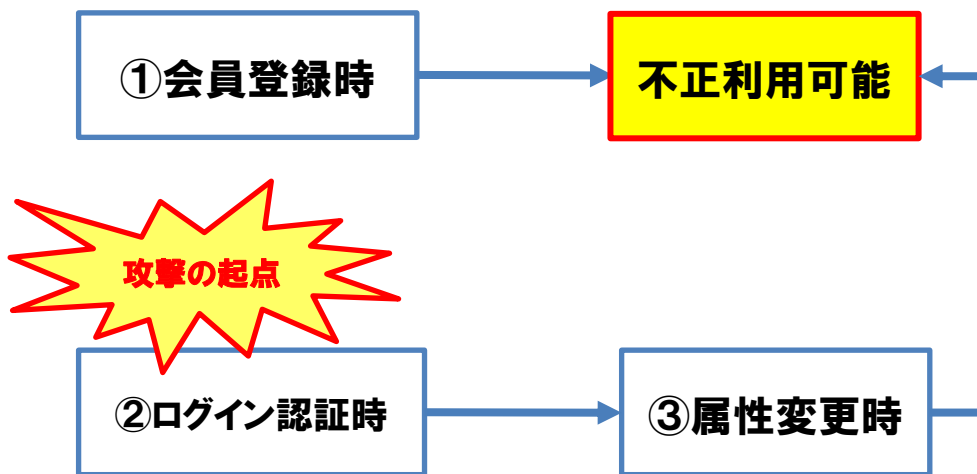 ①会員登録時
不正利用可能
攻撃の起点
②ログイン認証時
③属性変更時